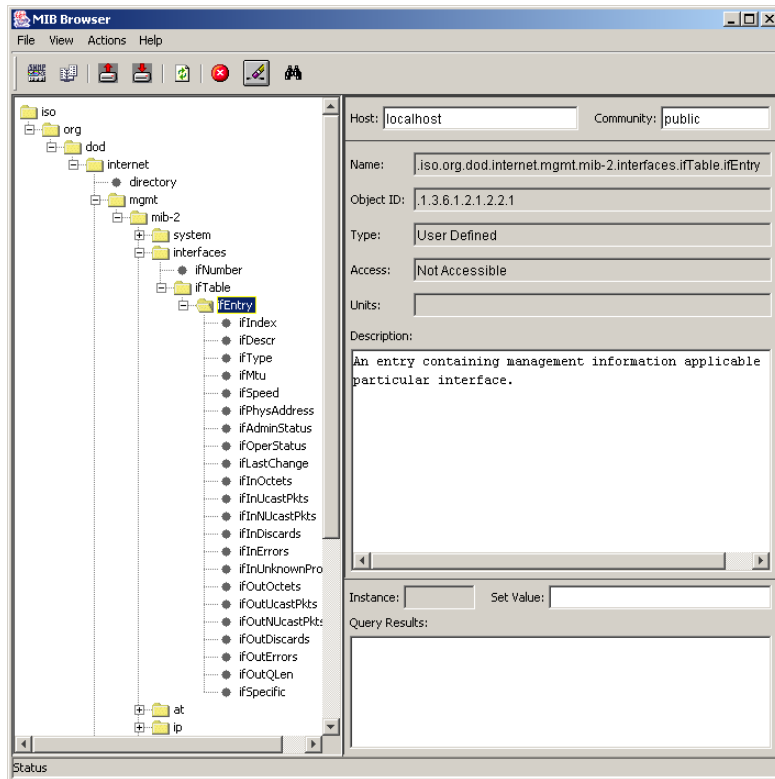 MIB Browser
File View Actions Help
iso
org
dod
internet
directory
mgmt
mib-2
system
interfaces
ifNumber
ifTable
ifEntry
ifIndex
ifDescr
ifType
ifMtu
ifSpeed
ifPhysAddress
ifAdminStatus
ifOperStatus
ifLastChange
ifInOctets
ifInUcastPkts
ifInNUcastPkts
ifInDiscards
ifInErrors
ifInUnknownPro
ifOutOctets
ifOutUcastPkts
ifOutNUcastPkts
ifOutDiscards
ifOutErrors
ifOutQLen
ifSpecific
at
ip
Host: localhost Community: public
Name: .iso.org.dod.internet.mgmt.mib-2.interfaces.ifTable.ifEntry
Object ID: .1.3.6.1.2.1.2.2.1
Type: User Defined
Access: Not Accessible
Units:
Description:
An entry containing management information applicable
particular interface.
Instance: Set Value:
Query Results:
Status